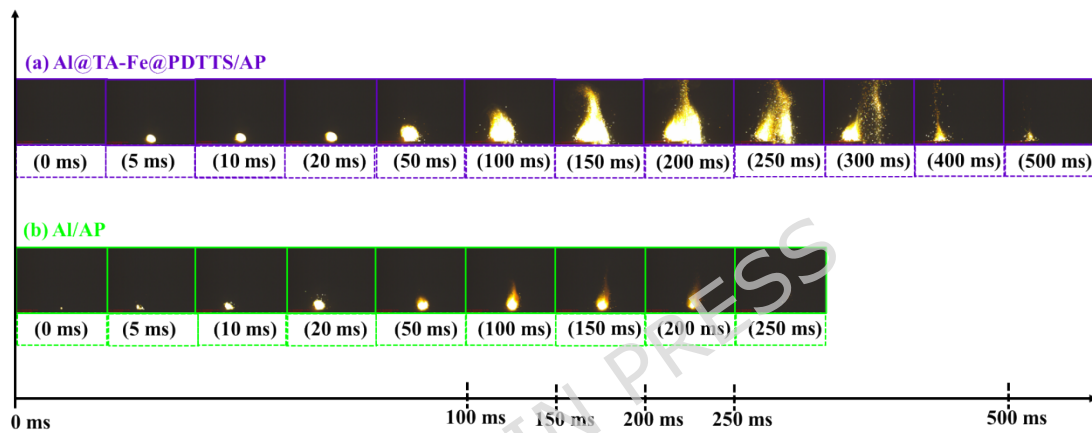 (a) Al@TA-Fe@PDTTS/AP
(0 ms) (5 ms) (10 ms) (20 ms) (50 ms) (100 ms) (150 ms) (200 ms) (250 ms) (300 ms) (400 ms) (500 ms)
(b) Al/AP
(0 ms) (5 ms) (10 ms) (20 ms) (50 ms) (100 ms) (150 ms) (200 ms) (250 ms)
IN PRESS
0 ms 100 ms 150 ms 200 ms 250 ms 500 ms